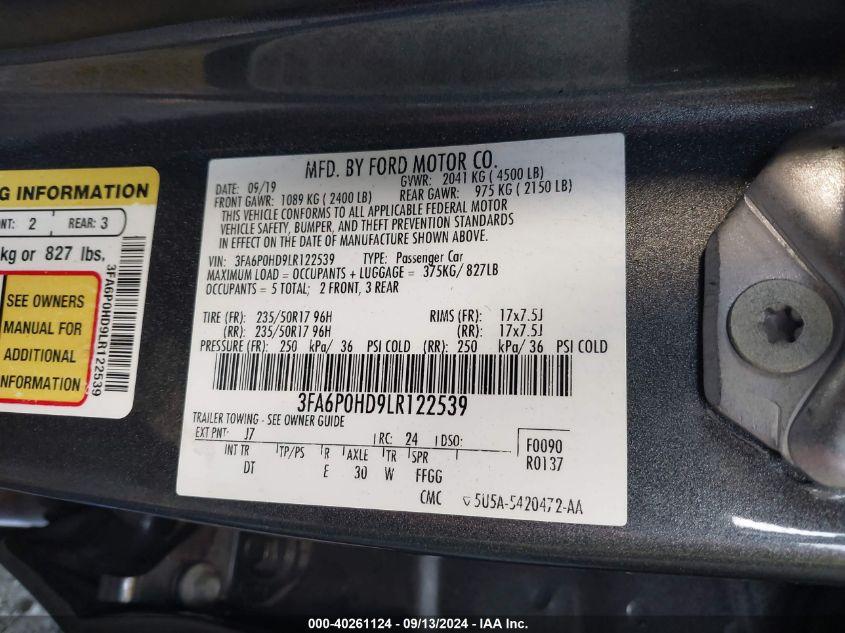 G INFORMATION
NT: 2 REAR: 3
kg or 827 lbs.
SEE OWNERS
MANUAL FOR
ADDITIONAL
INFORMATION
3FA6P0HD9LR122539
MFD. BY FORD MOTOR CO.
DATE: 09/19 GVWR: 2041 KG ( 4500 LB)
FRONT GAWR: 1089 KG ( 2400 LB) REAR GAWR: 975 KG ( 2150 LB)
THIS VEHICLE CONFORMS TO ALL APPLICABLE FEDERAL MOTOR
VEHICLE SAFETY, BUMPER, AND THEFT PREVENTION STANDARDS
IN EFFECT ON THE DATE OF MANUFACTURE SHOWN ABOVE.
VIN: 3FA6P0HD9LR122539 TYPE: Passenger Car
MAXIMUM LOAD = OCCUPANTS + LUGGAGE = 375KG/ 827LB
OCCUPANTS = 5 TOTAL; 2 FRONT, 3 REAR
TIRE (FR): 235/50R17 96H RIMS (FR): 17x7.5J
(RR): 235/50R17 96H (RR): 17x7.5J
PRESSURE (FR): 250 kPa/ 36 PSI COLD (RR): 250 kPa/ 36 PSI COLD
3FA6P0HD9LR122539
TRAILER TOWING - SEE OWNER GUIDE
EXT PNT: J7 RC: 24 DSO: F0090
INT TR TP/PS R AXLE TR SPR R0137
DT E 30 W FFGG
CMC 5U5A-5420472-AA
000-40261124 - 09/13/2024 - IAA Inc.